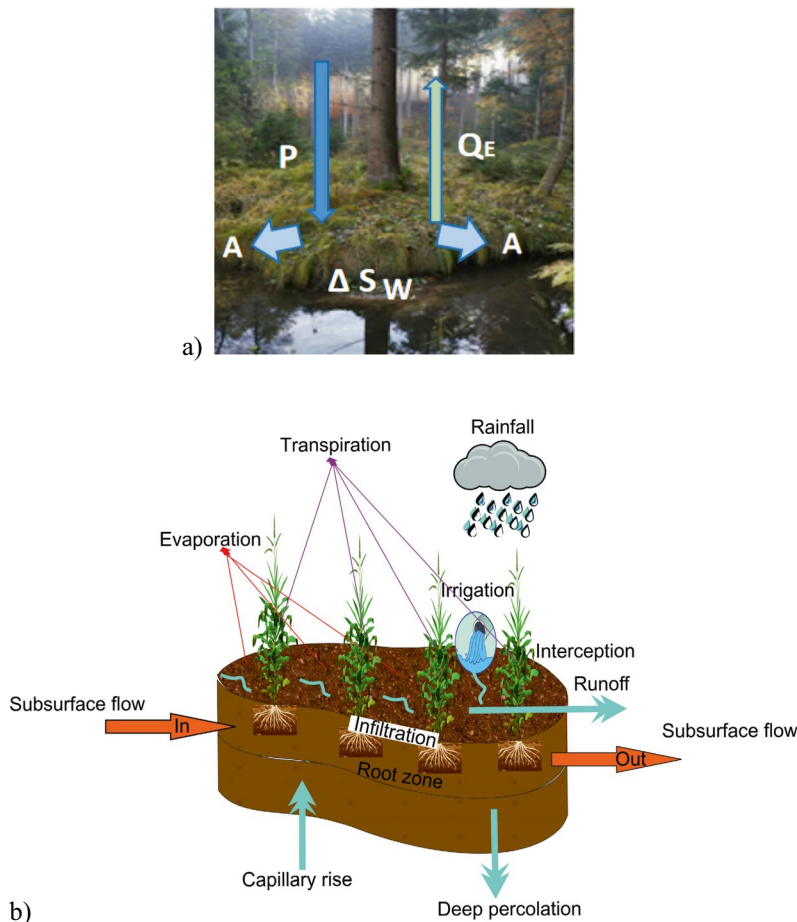 P
QE
A
A
Δ S W
a)
Rainfall
Transpiration
Evaporation
Irrigation
Interception
Runoff
Subsurface flow
In
Infiltration
Subsurface flow
Out
Root zone
Capillary rise
Deep percolation
b)